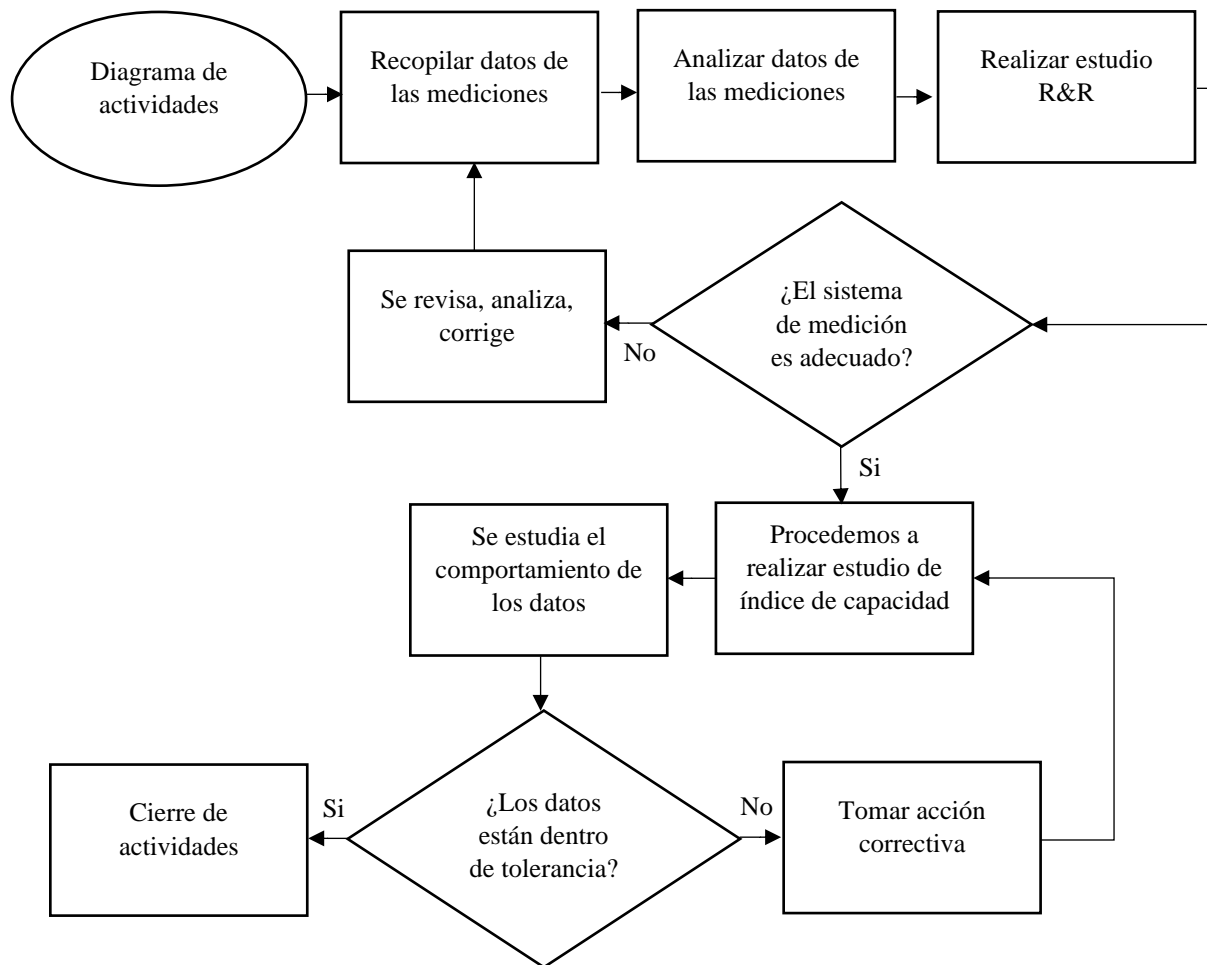 Diagrama de
actividades
Recopilar datos de
las mediciones
Analizar datos de
las mediciones
Realizar estudio
R&R
¿El sistema
de medición
es adecuado?
No
Se revisa, analiza,
corrige
Si
Procedemos a
realizar estudio de
índice de capacidad
Se estudia el
comportamiento de
los datos
¿Los datos
están dentro
de tolerancia?
Si
Cierre de
actividades
No
Tomar acción
correctiva